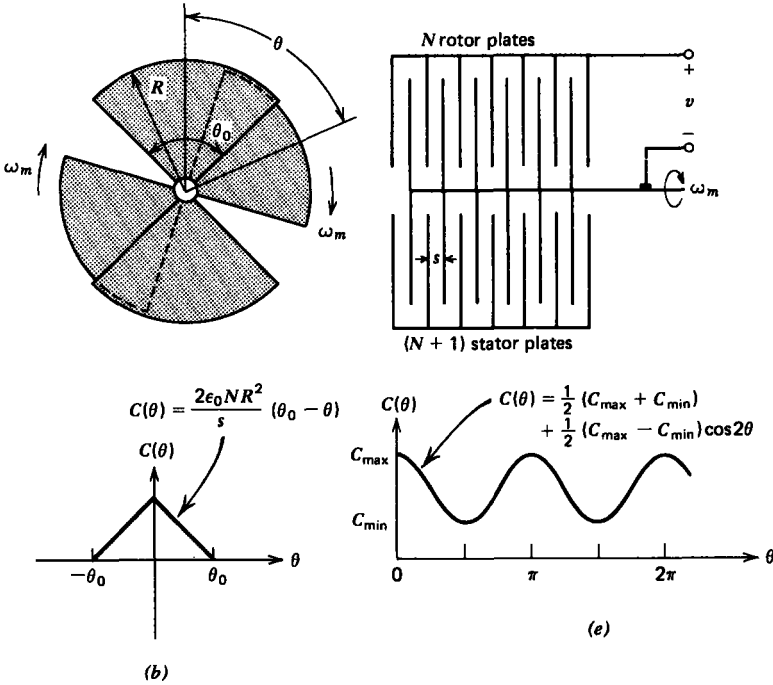 θ
R
θ₀
ωₘ
ωₘ
N rotor plates
+
v
−
ωₘ
s
(N + 1) stator plates
C(θ) = 2ϵ₀NR²/s (θ₀ − θ)
C(θ)
−θ₀
θ₀
θ
(b)
C(θ)
C(θ) = ½ (Cmax + Cmin)
+ ½ (Cmax − Cmin) cos2θ
Cmax
Cmin
0
π
2π
θ
(e)